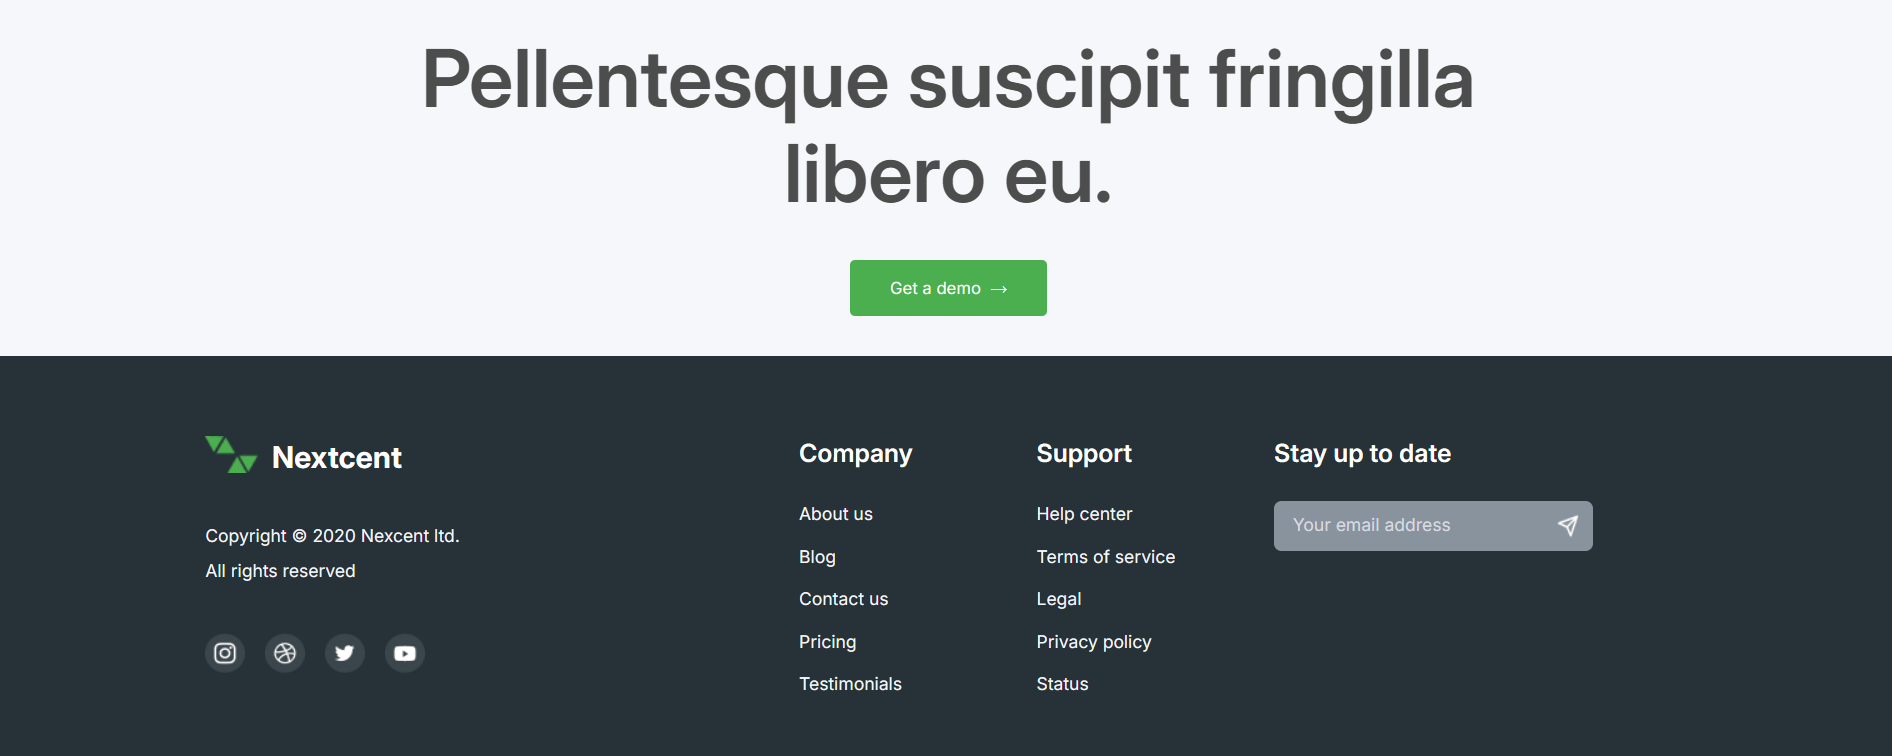 Pellentesque suscipit fringilla
libero eu.
Get a demo →
Nextcent
Copyright © 2020 Nexcent ltd.
All rights reserved
Company
About us
Blog
Contact us
Pricing
Testimonials
Support
Help center
Terms of service
Legal
Privacy policy
Status
Stay up to date
Your email address